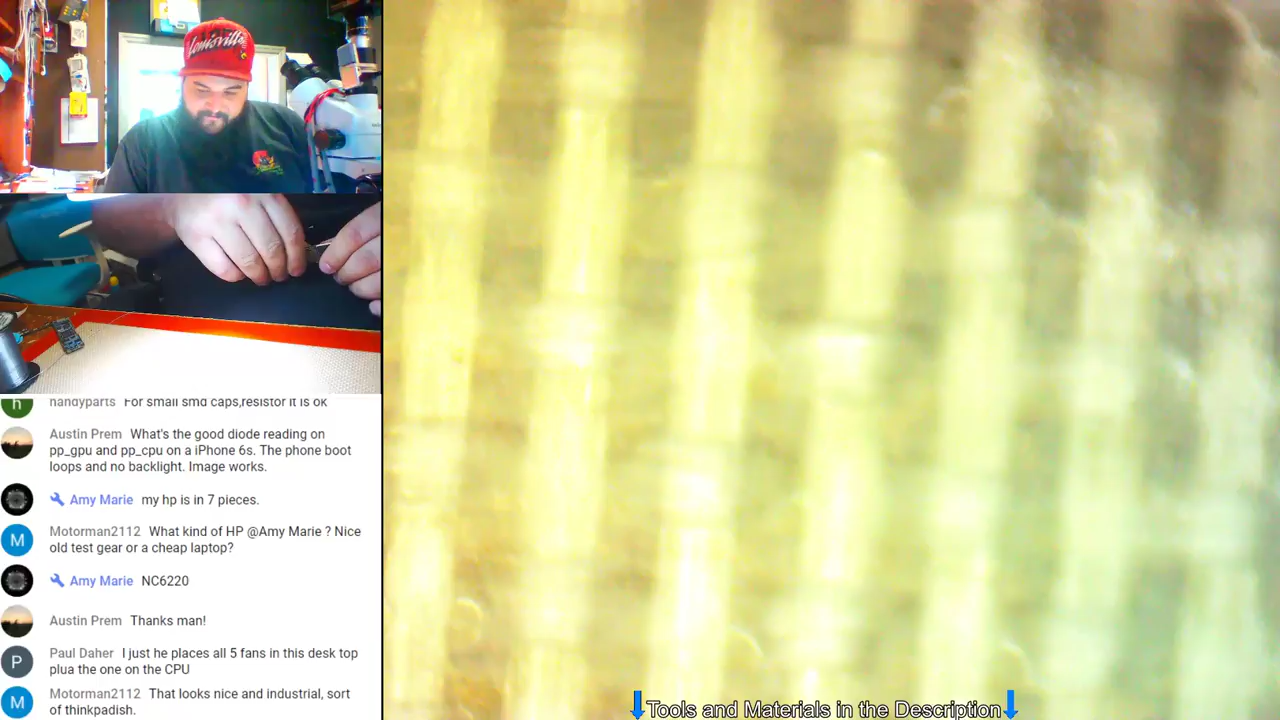 Louisville
handyparts For small smd caps,resistor it is ok
Austin Prem What's the good diode reading on
pp_gpu and pp_cpu on a iPhone 6s. The phone boot
loops and no backlight. Image works.
Amy Marie my hp is in 7 pieces.
Motorman2112 What kind of HP @Amy Marie ? Nice
old test gear or a cheap laptop?
Amy Marie NC6220
Austin Prem Thanks man!
Paul Daher I just he places all 5 fans in this desk top
plua the one on the CPU
Motorman2112 That looks nice and industrial, sort
of thinkpadish.
Tools and Materials in the Description